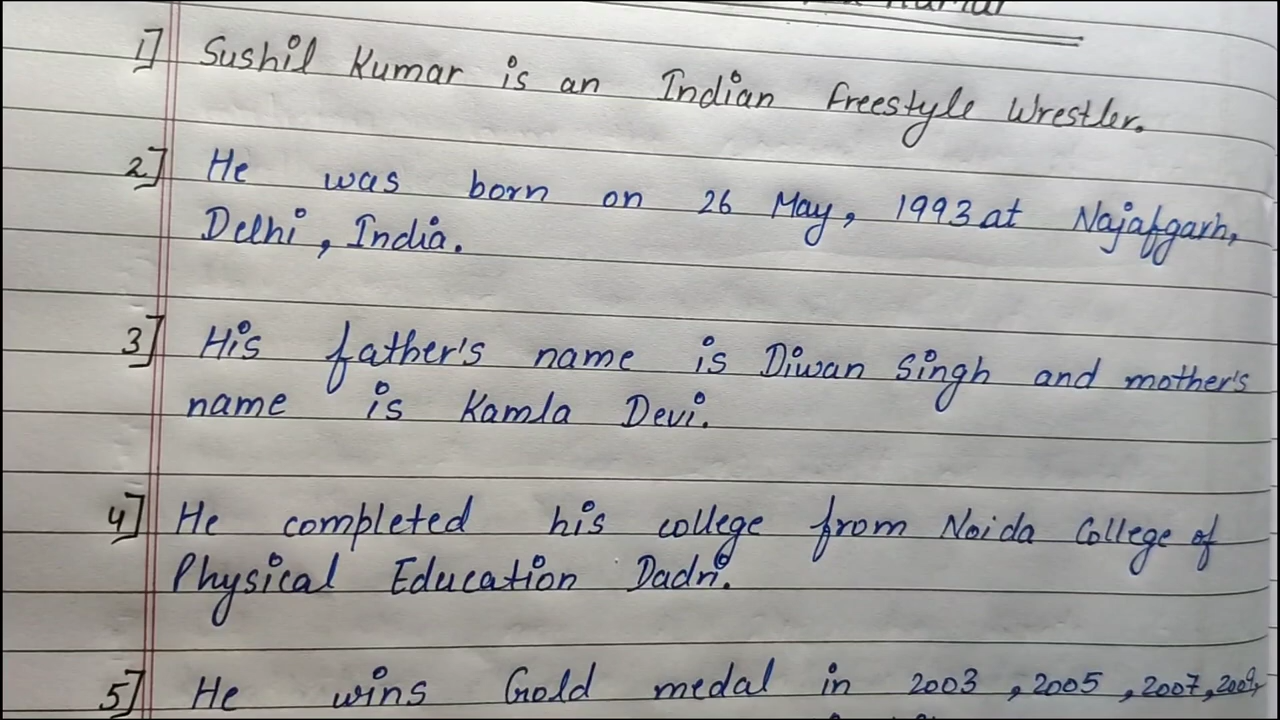 Kumar
1] Sushil Kumar is an Indian freestyle Wrestler.
2] He was born on 26 May, 1993 at Najafgarh,
Delhi, India.
3] His father's name is Diwan Singh and mother's
name is Kamla Devi.
4] He completed his college from Noida College of
Physical Education Dadri.
5] He wins Gold medal in 2003, 2005, 2007, 2009,